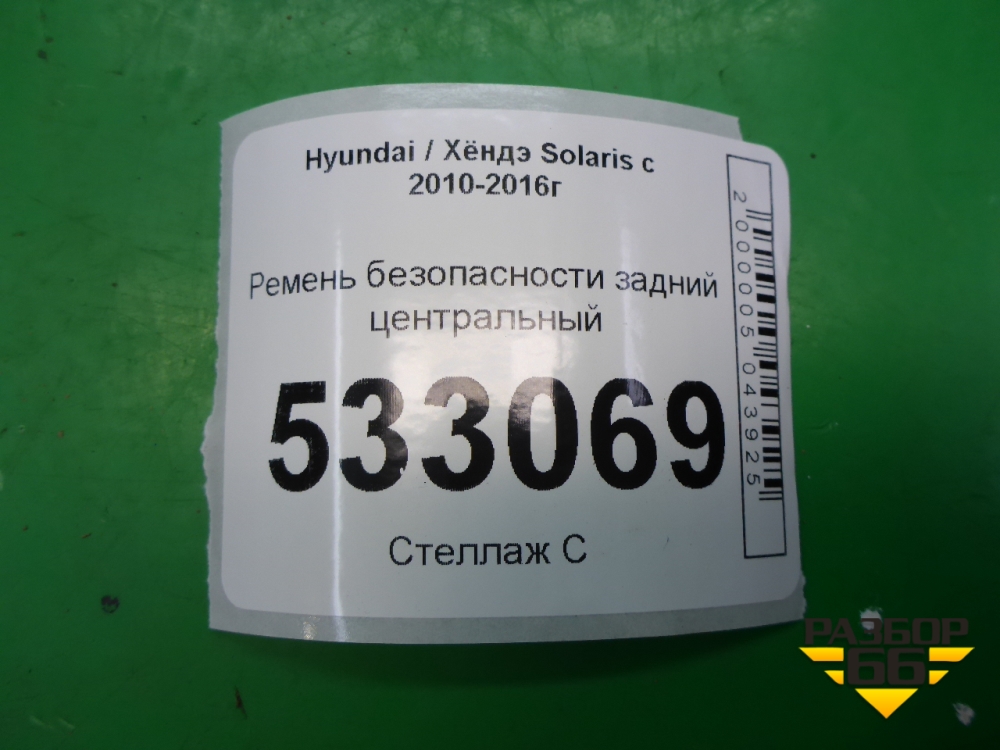 Hyundai / Хёндэ Solaris с
2010-2016г
Ремень безопасности задний
центральный
533069
Стеллаж С
2000005043925
РАЗБОР
66